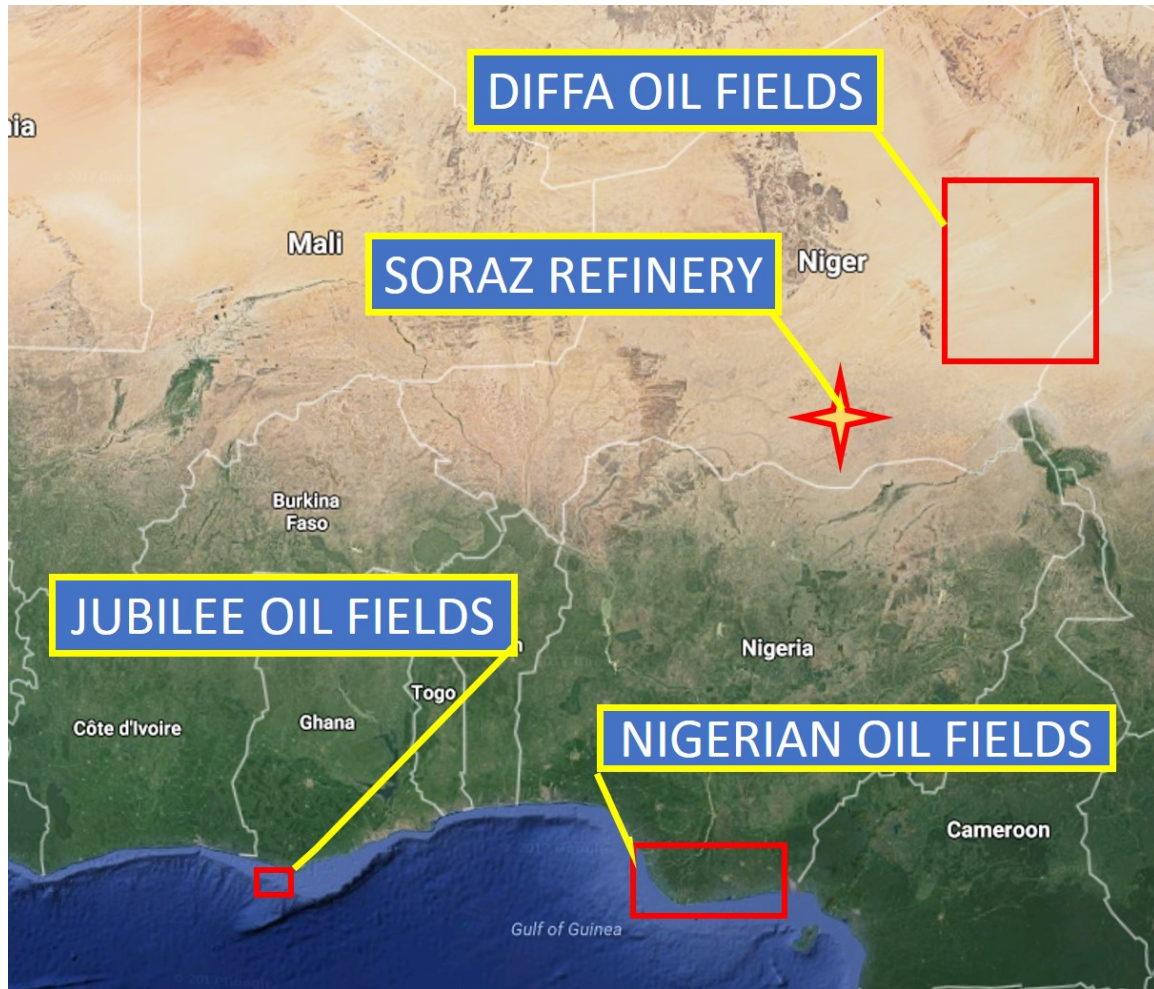 DIFFA OIL FIELDS
ia
Mali
SORAZ REFINERY
Niger
Burkina
Faso
JUBILEE OIL FIELDS
n
Nigeria
Togo
Côte d'Ivoire
Ghana
NIGERIAN OIL FIELDS
Cameroon
Gulf of Guinea